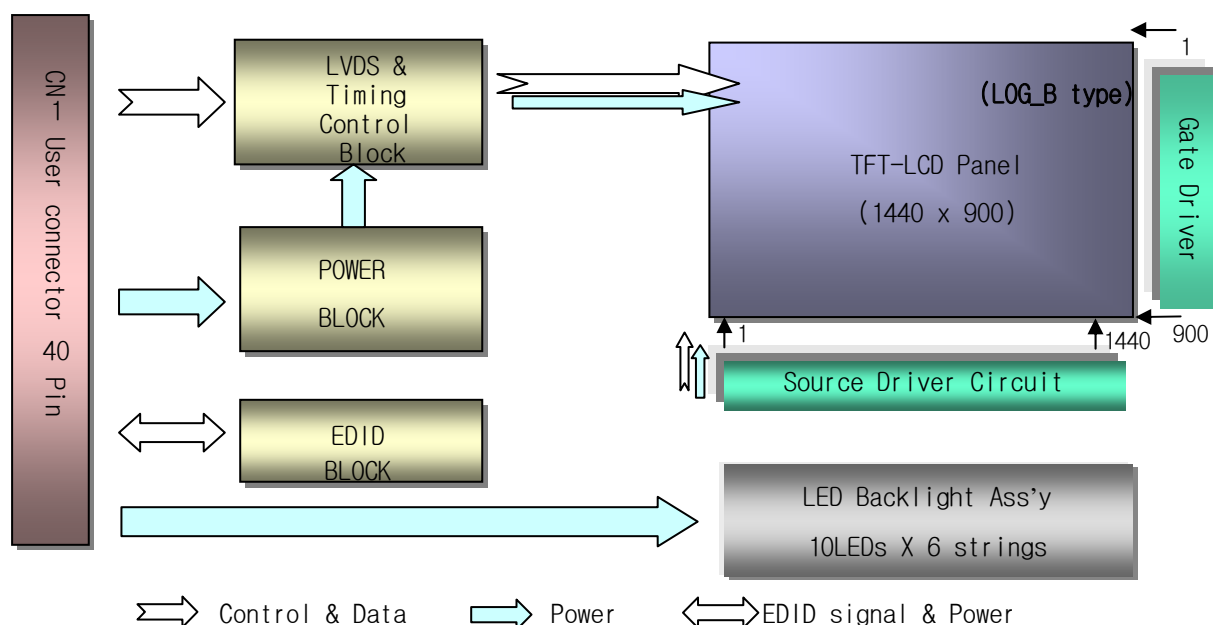 CN-1 User connector 40 Pin
LVDS &
Timing
Control
Block
POWER
BLOCK
EDID
BLOCK
(LOG_B type)
TFT-LCD Panel
(1440 x 900)
1
Gate Driver
900
1
1440
Source Driver Circuit
LED Backlight Ass’y
10LEDs X 6 strings
Control & Data
Power
EDID signal & Power